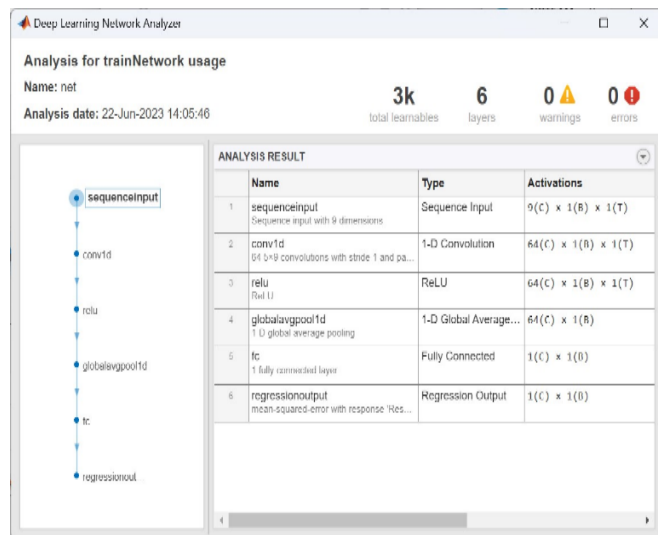 Deep Learning Network Analyzer
Analysis for trainNetwork usage
Name: net
Analysis date: 22-Jun-2023 14:05:46
3k
total learnables
6
layers
0
warnings
0
errors
sequenceinput
conv1d
relu
globalavgpool1d
fc
regressionout
ANALYSIS RESULT
Name Type Activations
1 sequenceinput Sequence Input 9(C) × 1(B) × 1(T)
Sequence input with 9 dimensions
2 conv1d 1-D Convolution 64(C) × 1(B) × 1(T)
64 5×9 convolutions with stride 1 and pa...
3 relu ReLU 64(C) × 1(B) × 1(T)
ReLU
4 globalavgpool1d 1-D Global Average... 64(C) × 1(B)
1 D global average pooling
5 fc Fully Connected 1(C) × 1(B)
1 fully connected layer
6 regressionoutput Regression Output 1(C) × 1(B)
mean-squared-error with response 'Res...